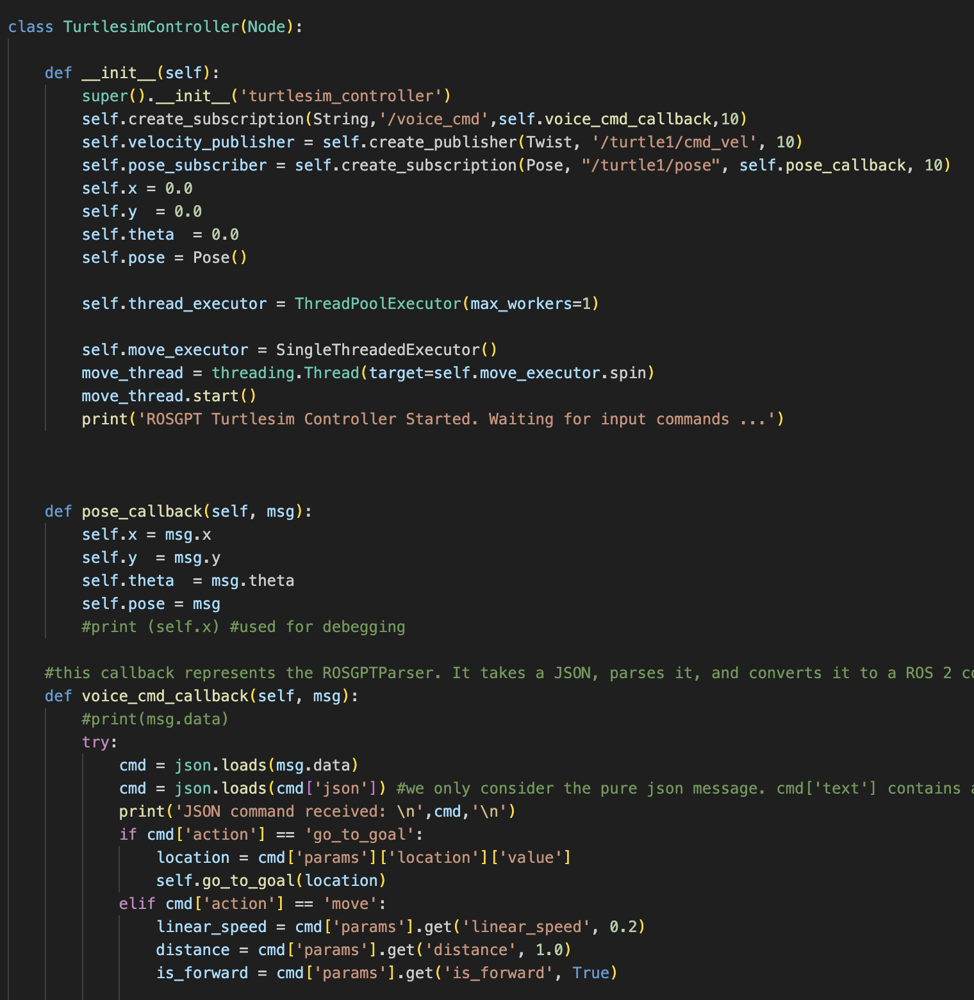 class TurtlesimController(Node):
def __init__(self):
super().__init__('turtlesim_controller')
self.create_subscription(String,'/voice_cmd',self.voice_cmd_callback,10)
self.velocity_publisher = self.create_publisher(Twist, '/turtle1/cmd_vel', 10)
self.pose_subscriber = self.create_subscription(Pose, "/turtle1/pose", self.pose_callback, 10)
self.x = 0.0
self.y  = 0.0
self.theta  = 0.0
self.pose = Pose()
self.thread_executor = ThreadPoolExecutor(max_workers=1)
self.move_executor = SingleThreadedExecutor()
move_thread = threading.Thread(target=self.move_executor.spin)
move_thread.start()
print('ROSGPT Turtlesim Controller Started. Waiting for input commands ...')
def pose_callback(self, msg):
self.x = msg.x
self.y  = msg.y
self.theta  = msg.theta
self.pose = msg
#print (self.x) #used for debegging
#this callback represents the ROSGPTParser. It takes a JSON, parses it, and converts it to a ROS 2
def voice_cmd_callback(self, msg):
#print(msg.data)
try:
cmd = json.loads(msg.data)
cmd = json.loads(cmd['json']) #we only consider the pure json message. cmd['text'] contains
print('JSON command received: \n',cmd,'\n')
if cmd['action'] == 'go_to_goal':
location = cmd['params']['location']['value']
self.go_to_goal(location)
elif cmd['action'] == 'move':
linear_speed = cmd['params'].get('linear_speed', 0.2)
distance = cmd['params'].get('distance', 1.0)
is_forward = cmd['params'].get('is_forward', True)